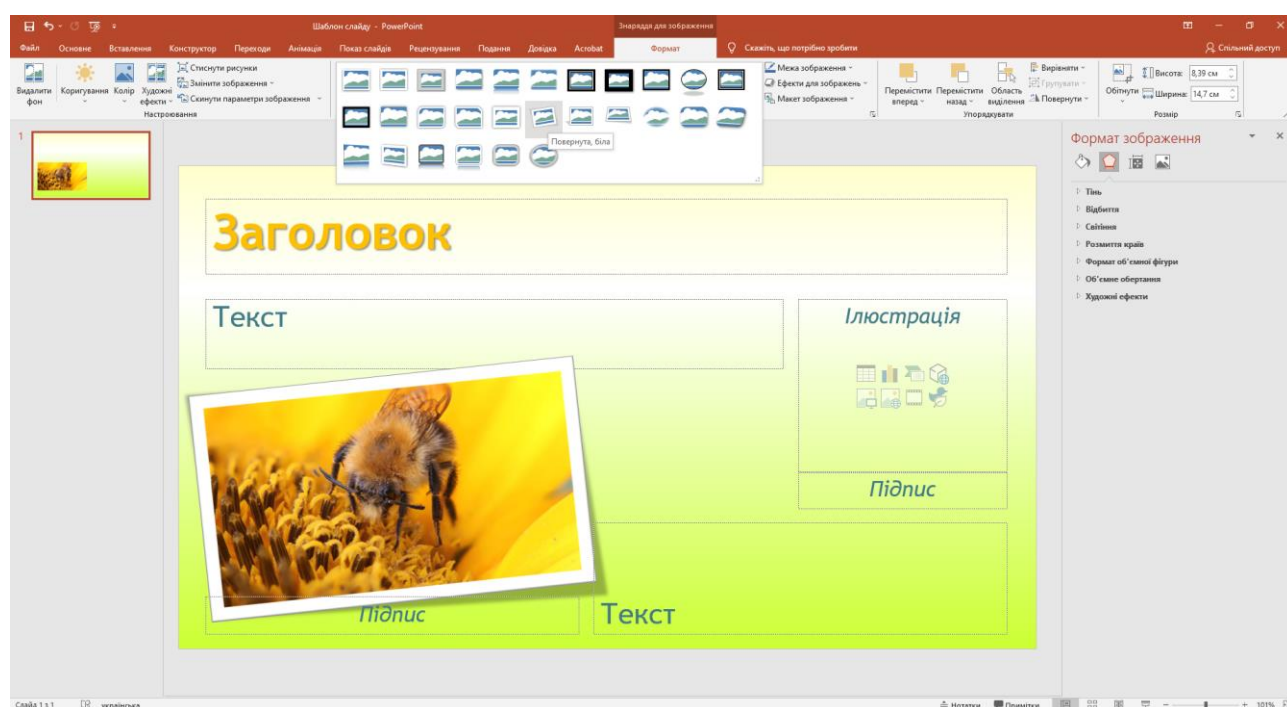 Шаблон слайду - PowerPoint
Знаряддя для зображення
Файл Основне Вставлення Конструктор Переходи Анімація Показ слайдів Рецензування Подання Довідка Acrobat Формат Скажіть, що потрібно зробити Спільний доступ
Видалити фон
Коригування
Колір
Художні ефекти
Стиснути рисунки
Змінити зображення
Скинути параметри зображення
Настроювання
Межа зображення
Ефекти для зображень
Макет зображення
Перемістити вперед
Перемістити назад
Область виділення
Вирівняти
Групувати
Повернути
Упорядкувати
Обітнути
Висота: 8,39 см
Ширина: 14,7 см
Розмір
Повернута, біла
1
Заголовок
Текст
Ілюстрація
Підпис
Підпис
Текст
Формат зображення
Тінь
Відбиття
Світіння
Розмиття країв
Формат об'ємної фігури
Об'ємне обертання
Художні ефекти
Слайд 1 з 1 українська Нотатки Примітки 101%